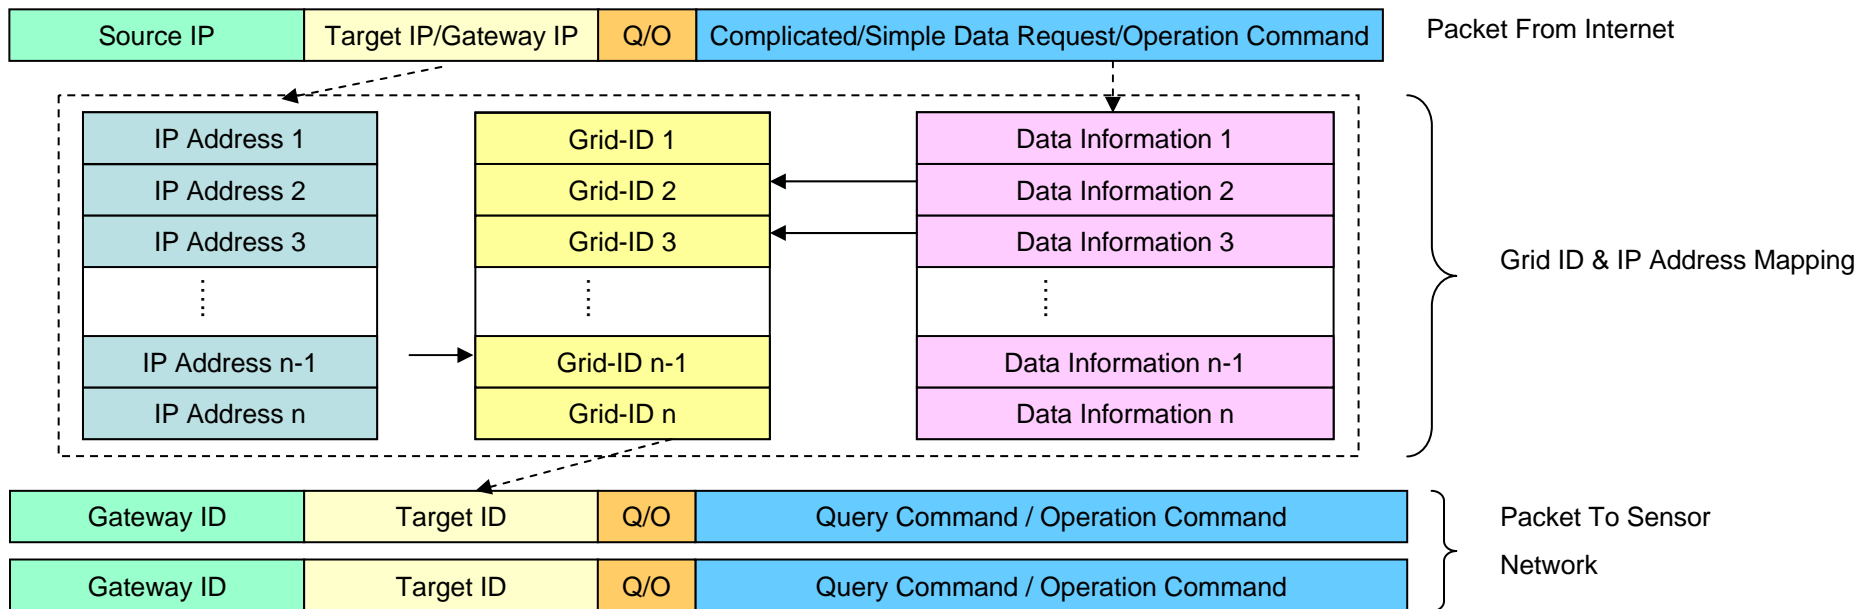 Source IP Target IP/Gateway IP Q/O Complicated/Simple Data Request/Operation Command Packet From Internet
IP Address 1 Grid-ID 1 Data Information 1
IP Address 2 Grid-ID 2 Data Information 2
IP Address 3 Grid-ID 3 Data Information 3
Grid ID & IP Address Mapping
IP Address n-1 Grid-ID n-1 Data Information n-1
IP Address n Grid-ID n Data Information n
Gateway ID Target ID Q/O Query Command / Operation Command Packet To Sensor
Network
Gateway ID Target ID Q/O Query Command / Operation Command